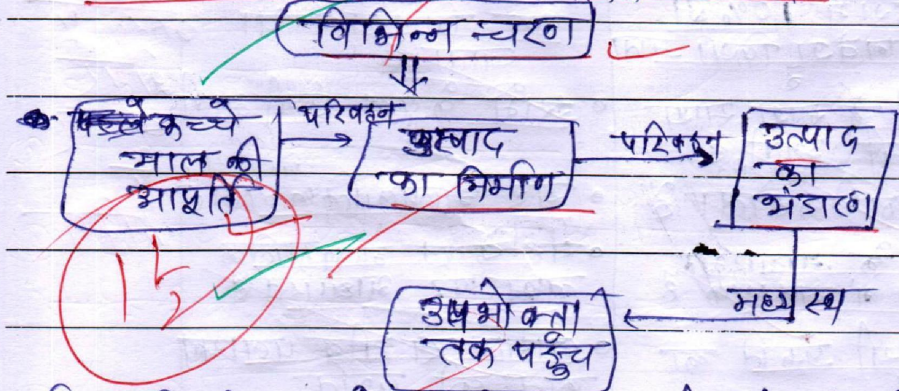 विभिन्न चरण
कच्चे
माल की
आपूर्ति
परिवहन
उत्पाद
का निर्माण
परिवहन
उत्पाद
का
भंडारण
मध्यस्थ
उपभोक्ता
तक पहुँच